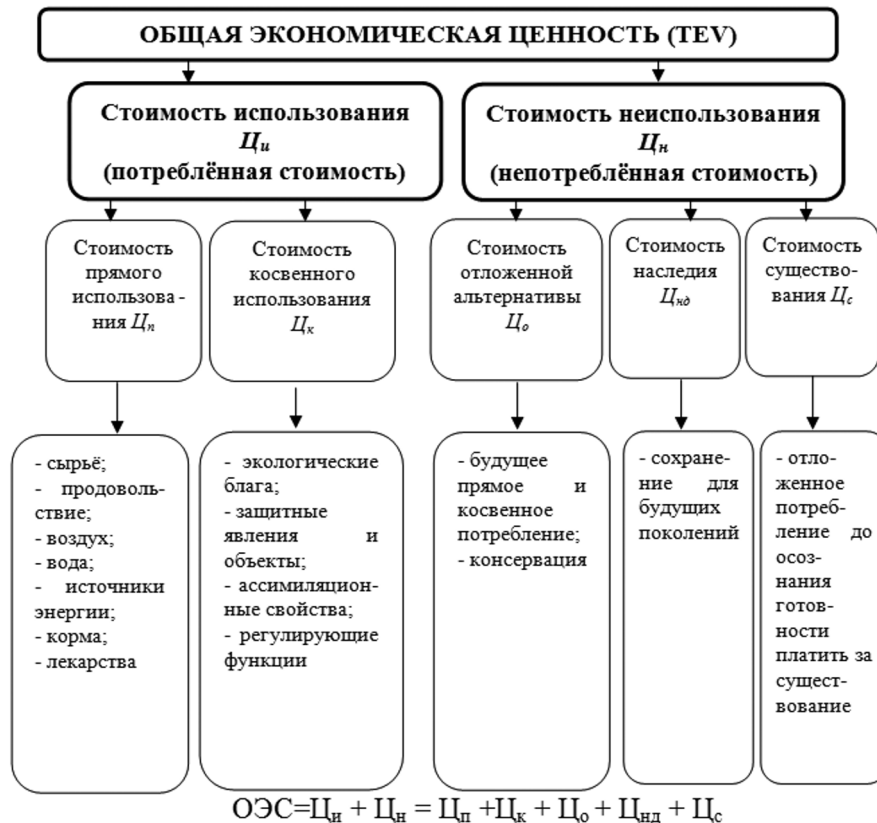 ОБЩАЯ ЭКОНОМИЧЕСКАЯ ЦЕННОСТЬ (TEV)
Стоимость использования
Ци
(потреблённая стоимость)
Стоимость неиспользования
Цн
(непотреблённая стоимость)
Стоимость
прямого
использова -
ния Цп
Стоимость
косвенного
использования
Цк
Стоимость
отложенной
альтернативы
Цо
Стоимость
наследия
Цнд
Стоимость
существо-
вания Цс
- сырьё;
- продоволь-
ствие;
- воздух;
- вода;
- источники
энергии;
- корма;
- лекарства
- экологические
блага;
- защитные
явления и
объекты;
- ассимиляцион-
ные свойства;
- регулирующие
функции
- будущее
прямое и
косвенное
потребление;
- консервация
- сохране-
ние для
будущих
поколений
- отло-
женное
потреб-
ление до
осоз-
нания
готов-
ности
платить за
сущест-
вование
ОЭС=Ци + Цн = Цп +Цк + Цо + Цнд + Цс